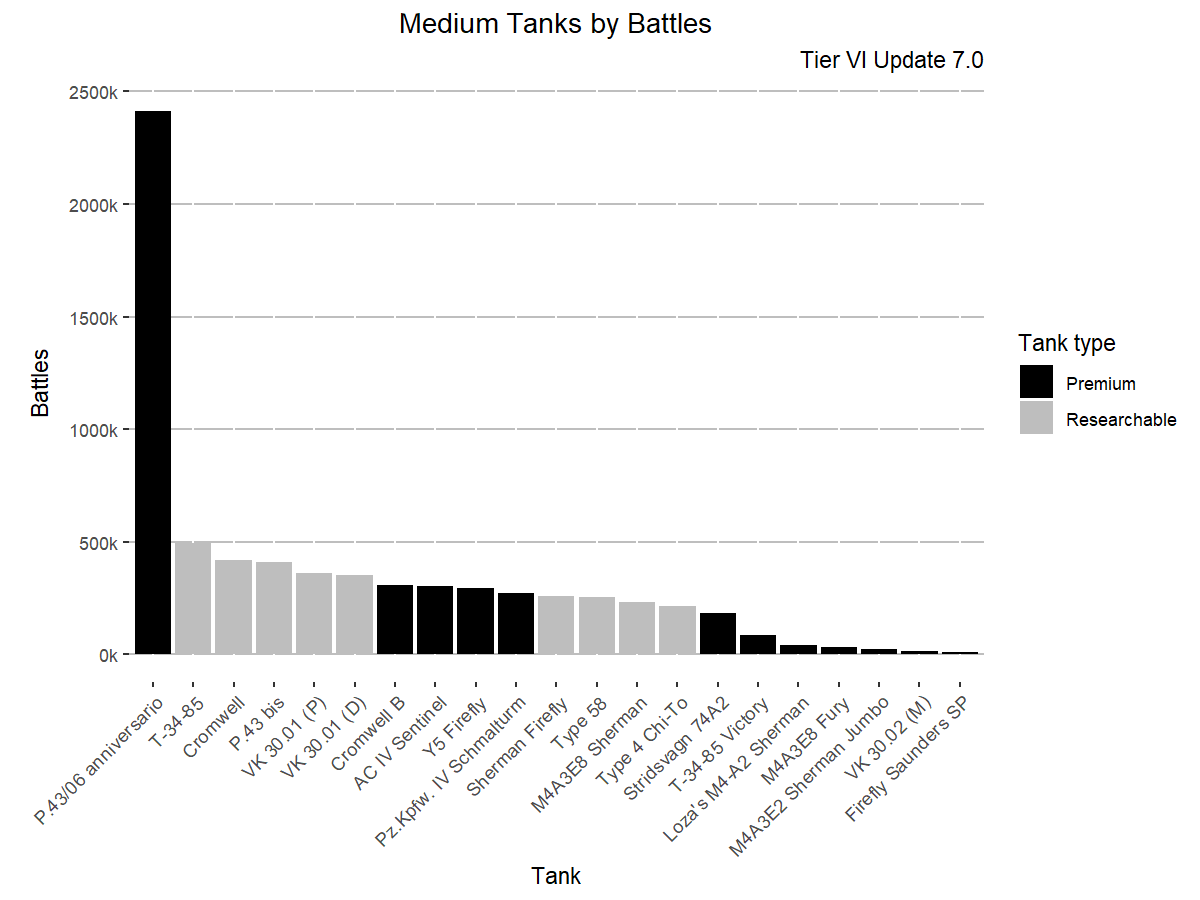 Medium Tanks by Battles
Tier VI Update 7.0
Battles
2500k
2000k
1500k
1000k
500k
0k
P.43/06 anniversario
T-34-85
Cromwell
P.43 bis
VK 30.01 (P)
VK 30.01 (D)
Cromwell B
AC IV Sentinel
Y5 Firefly
Pz.Kpfw. IV Schmalturm
Sherman Firefly
Type 58
M4A3E8 Sherman
Type 4 Chi-To
Stridsvagn 74A2
T-34-85 Victory
Loza's M4-A2 Sherman
M4A3E8 Fury
M4A3E2 Sherman Jumbo
VK 30.02 (M)
Firefly Saunders SP
Tank
Tank type
Premium
Researchable